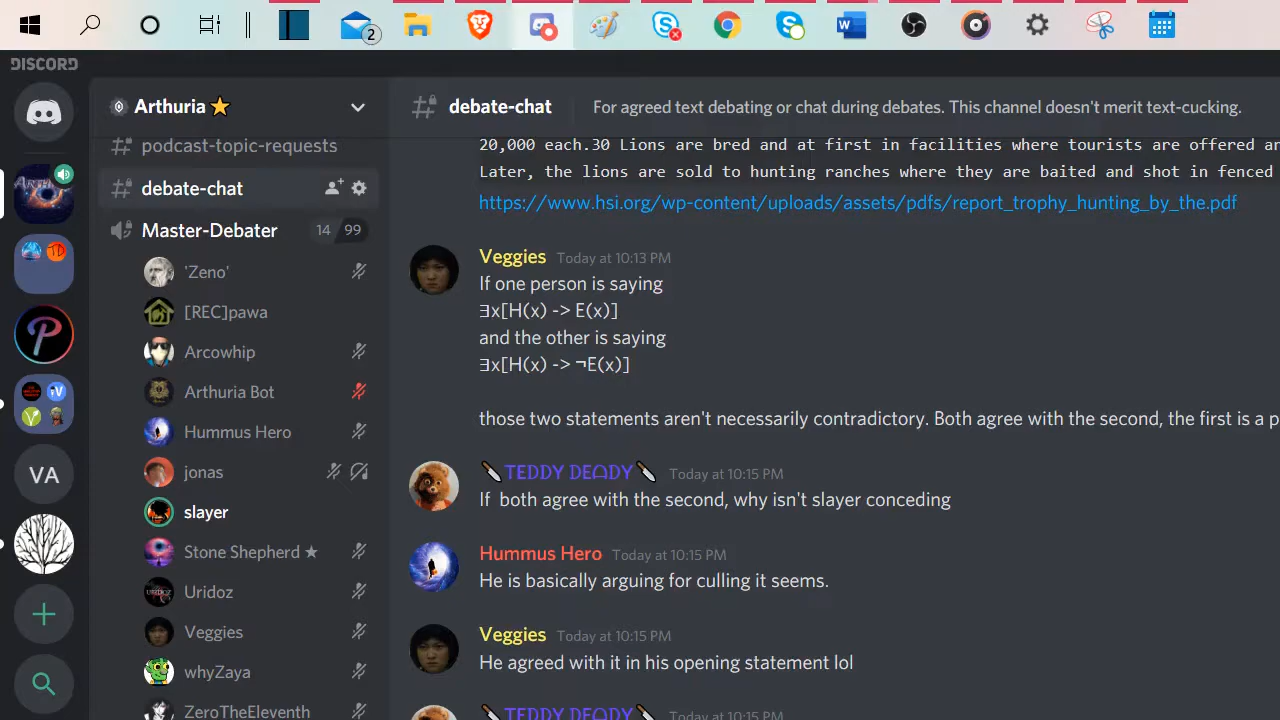 2
DISCORD
Arthuria
debate-chat
For agreed text debating or chat during debates. This channel doesn't merit text-cucking.
podcast-topic-requests
debate-chat
Master-Debater
14 / 99
'Zeno'
[REC]pawa
Arcowhip
Arthuria Bot
Hummus Hero
jonas
slayer
Stone Shepherd ★
Uridoz
Veggies
whyZaya
ZeroTheEleventh
VA
20,000 each.30 Lions are bred and at first in facilities where tourists are offered an
Later, the lions are sold to hunting ranches where they are baited and shot in fenced
https://www.hsi.org/wp-content/uploads/assets/pdfs/report_trophy_hunting_by_the.pdf
Veggies Today at 10:13 PM
If one person is saying
∃x[H(x) -> E(x)]
and the other is saying
∃x[H(x) -> ¬E(x)]
those two statements aren't necessarily contradictory. Both agree with the second, the first is a p
TEDDY DEΩDY Today at 10:15 PM
If both agree with the second, why isn't slayer conceding
Hummus Hero Today at 10:15 PM
He is basically arguing for culling it seems.
Veggies Today at 10:15 PM
He agreed with it in his opening statement lol
TEDDY DEΩDY Today at 10:15 PM